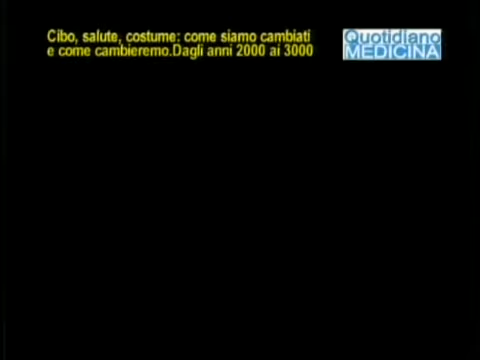 Cibo, salute, costume: come siamo cambiati
e come cambieremo.Dagli anni 2000 ai 3000
Quotidiano
MEDICINA